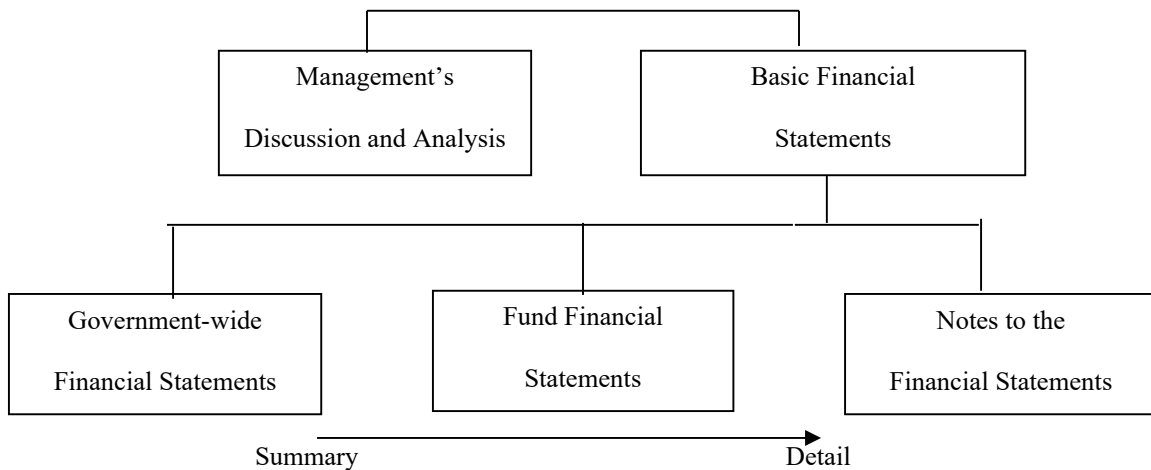 Management’s
Discussion and Analysis
Basic Financial
Statements
Government-wide
Financial Statements
Fund Financial
Statements
Notes to the
Financial Statements
Summary
Detail